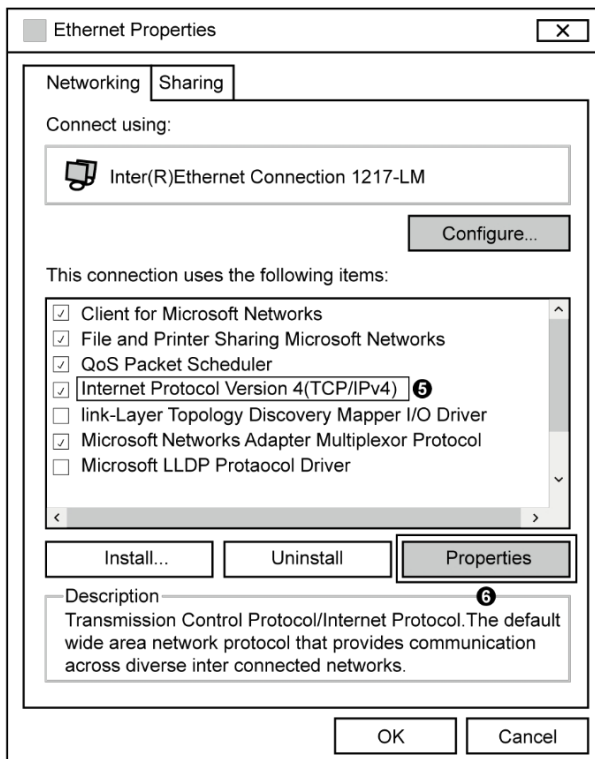 Ethernet Properties
Networking
Sharing
Connect using:
Inter(R)Ethernet Connection 1217-LM
Configure...
This connection uses the following items:
Client for Microsoft Networks
File and Printer Sharing Microsoft Networks
QoS Packet Scheduler
Internet Protocol Version 4(TCP/IPv4) ❺
link-Layer Topology Discovery Mapper I/O Driver
Microsoft Networks Adapter Multiplexor Protocol
Microsoft LLDP Protaocol Driver
Install...
Uninstall
Properties
❻
Description
Transmission Control Protocol/Internet Protocol.The default
wide area network protocol that provides communication
across diverse inter connected networks.
OK
Cancel